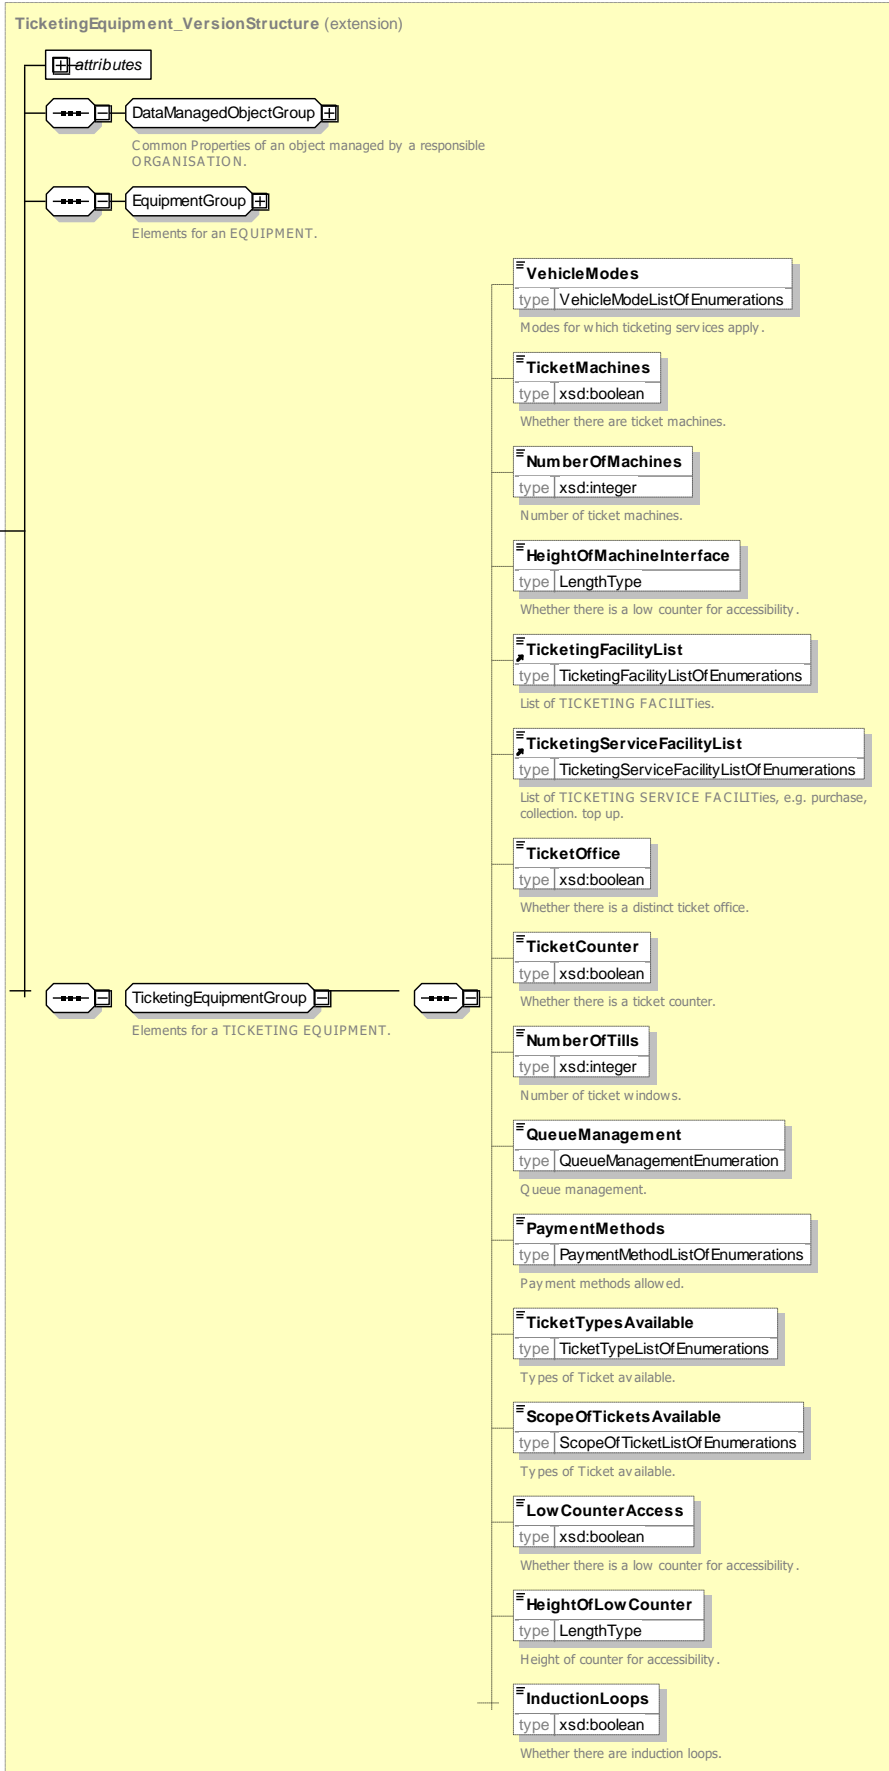 TicketingEquipment_VersionStructure (extension)
attributes
DataManagedObjectGroup
Common Properties of an object managed by a responsible
ORGANISATION.
EquipmentGroup
Elements for an EQUIPMENT.
VehicleModes
type VehicleModeListOfEnumerations
Modes for which ticketing services apply.
TicketMachines
type xsd:boolean
Whether there are ticket machines.
NumberOfMachines
type xsd:integer
Number of ticket machines.
HeightOfMachineInterface
type LengthType
Whether there is a low counter for accessibility.
TicketingFacilityList
type TicketingFacilityListOfEnumerations
List of TICKETING FACILITies.
TicketingServiceFacilityList
type TicketingServiceFacilityListOfEnumerations
List of TICKETING SERVICE FACILITies, e.g. purchase,
collection. top up.
TicketOffice
type xsd:boolean
Whether there is a distinct ticket office.
TicketCounter
type xsd:boolean
Whether there is a ticket counter.
TicketingEquipmentGroup
Elements for a TICKETING EQUIPMENT.
NumberOfTills
type xsd:integer
Number of ticket windows.
QueueManagement
type QueueManagementEnumeration
Queue management.
PaymentMethods
type PaymentMethodListOfEnumerations
Payment methods allowed.
TicketTypesAvailable
type TicketTypeListOfEnumerations
Types of Ticket available.
ScopeOfTicketsAvailable
type ScopeOfTicketListOfEnumerations
Types of Ticket available.
LowCounterAccess
type xsd:boolean
Whether there is a low counter for accessibility.
HeightOfLowCounter
type LengthType
Height of counter for accessibility.
InductionLoops
type xsd:boolean
Whether there are induction loops.